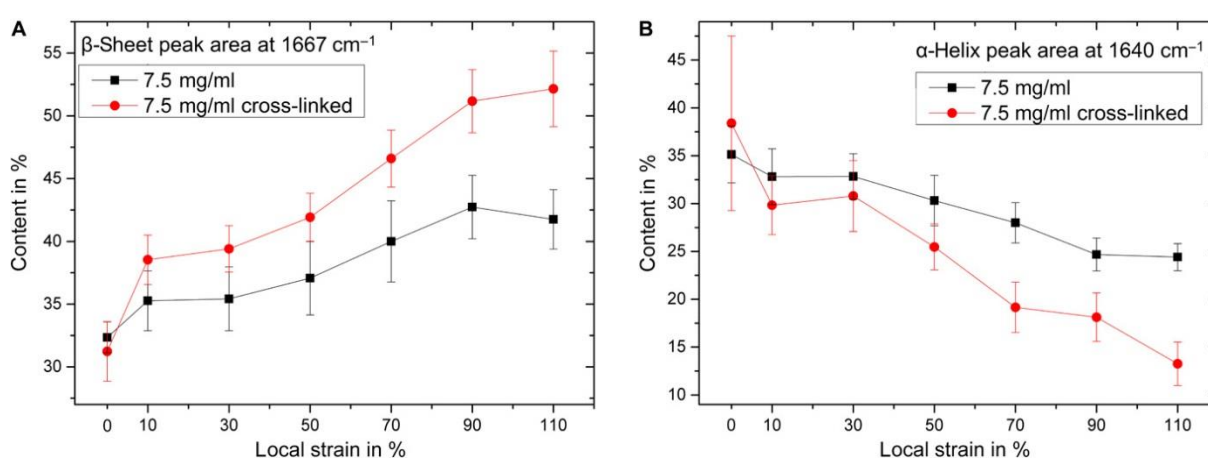 A
β-Sheet peak area at 1667 cm⁻¹
7.5 mg/ml
7.5 mg/ml cross-linked
Content in %
55
50
45
40
35
30
0 10 30 50 70 90 110
Local strain in %
B
α-Helix peak area at 1640 cm⁻¹
7.5 mg/ml
7.5 mg/ml cross-linked
Content in %
45
40
35
30
25
20
15
10
0 10 30 50 70 90 110
Local strain in %